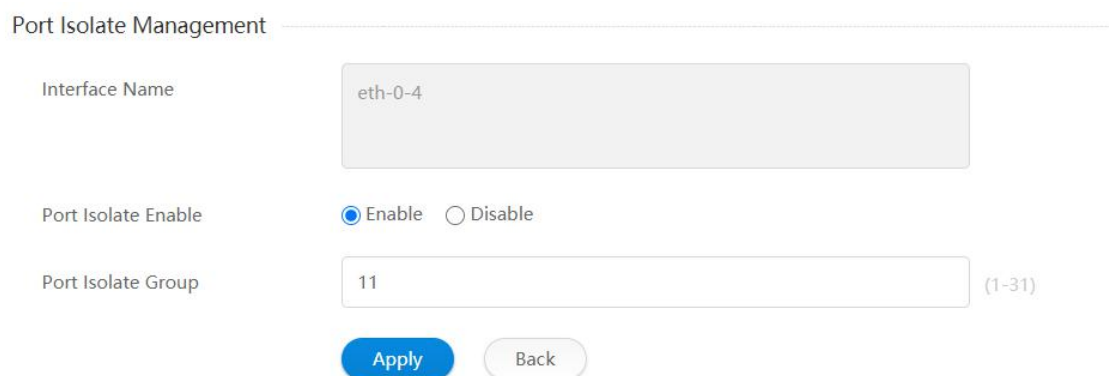 Port Isolate Management
Interface Name
eth-0-4
Port Isolate Enable
Enable Disable
Port Isolate Group
11
(1-31)
Apply Back